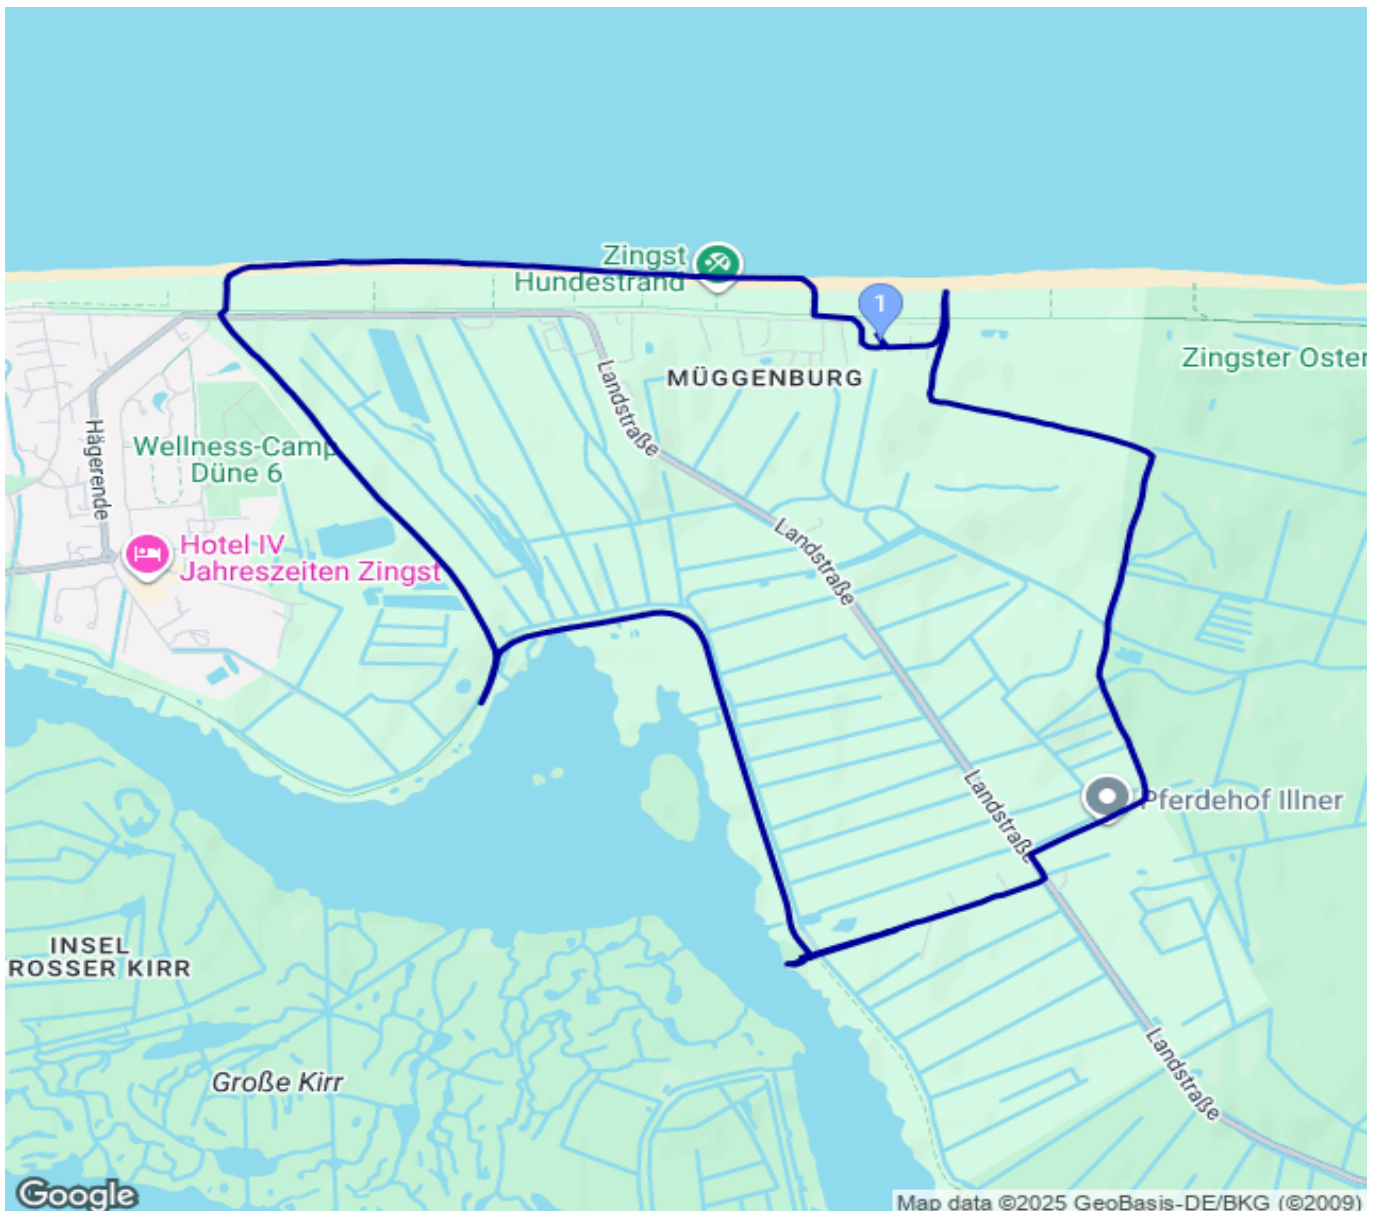 Zingst
Hundestrand
1
Zingster Oster
MÜGGENBURG
Landstraße
Hägerende
Wellness-Camp
Düne 6
Landstraße
Hotel IV
Jahreszeiten Zingst
Landstraße
Pferdehof Illner
INSEL
ROSSER KIRR
Große Kirr
Landstraße
Google
Map data ©2025 GeoBasis-DE/BKG (©2009)